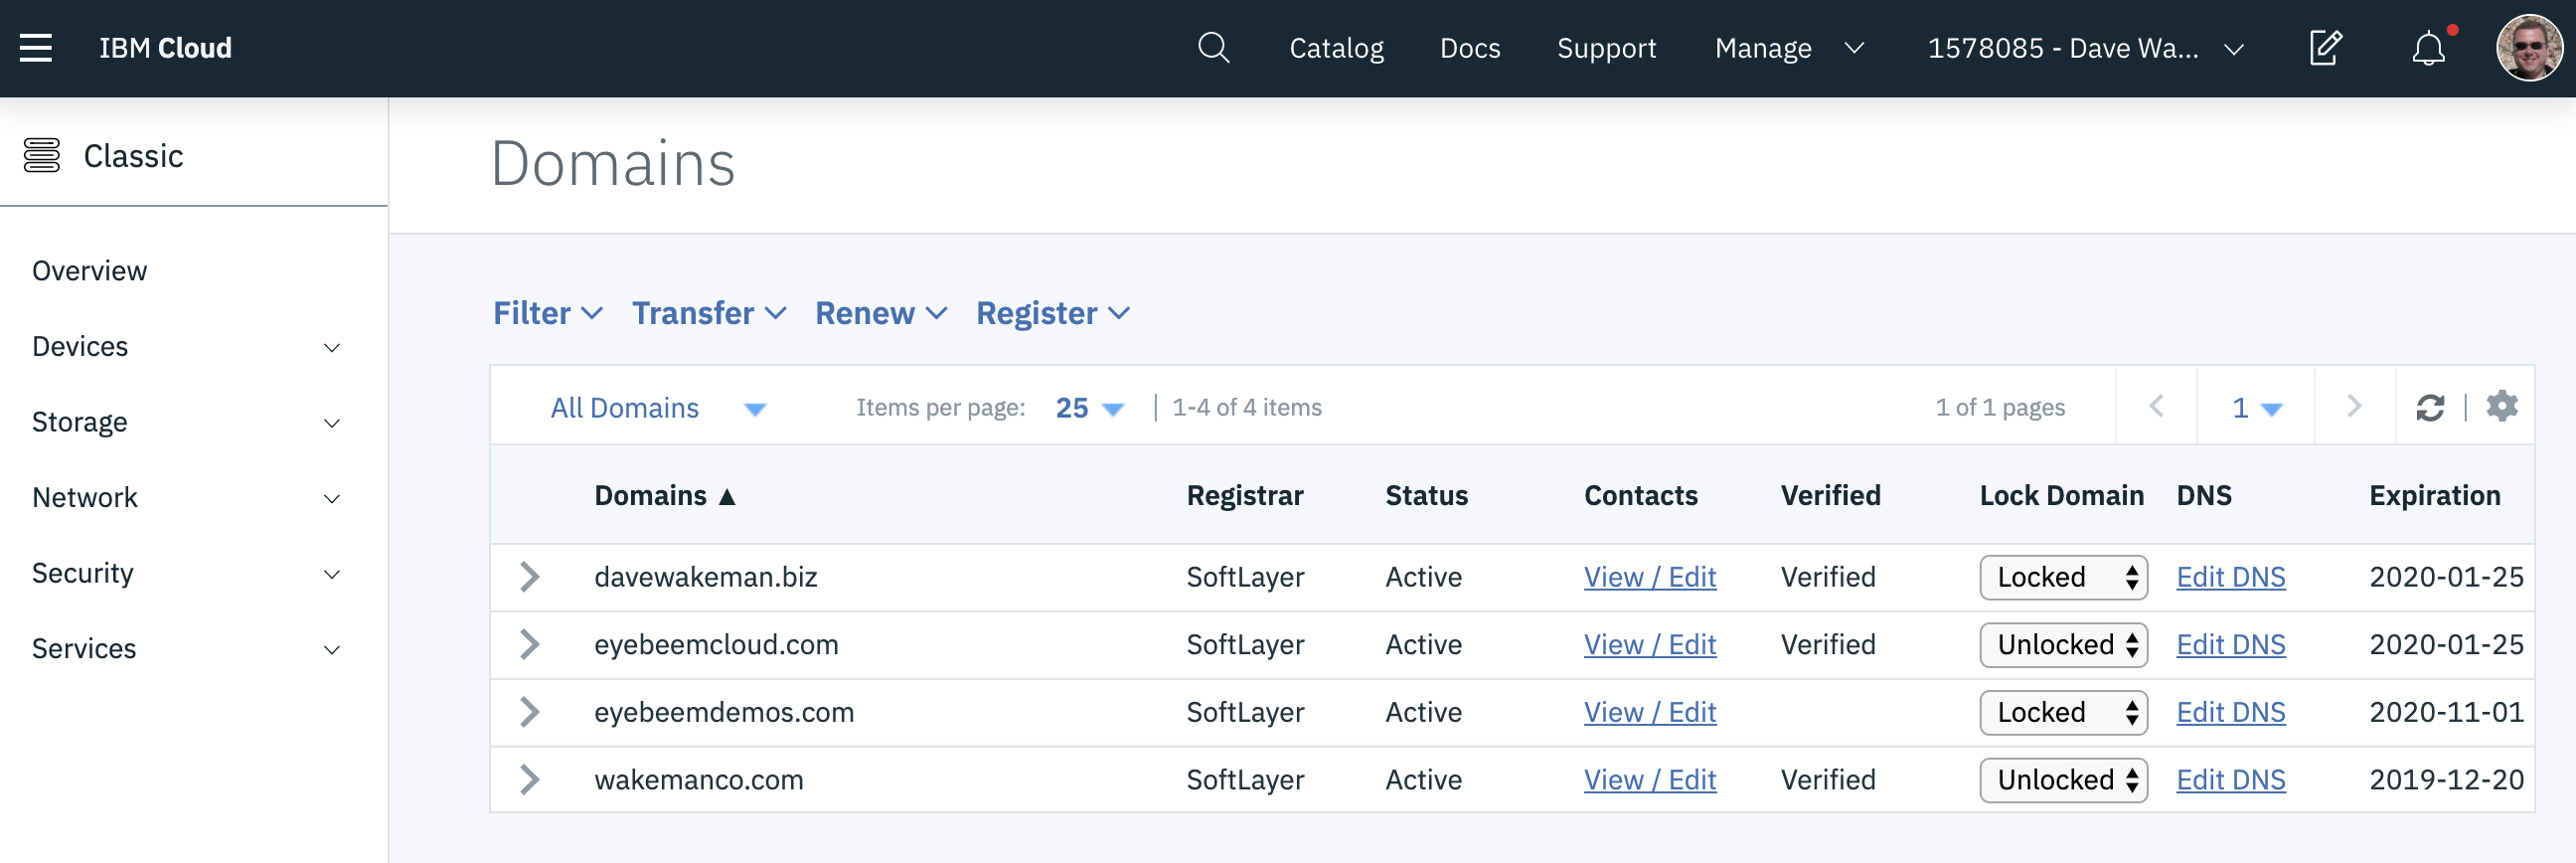 IBM Cloud Catalog Docs Support Manage 1578085 - Dave Wa...
Classic
Overview
Devices
Storage
Network
Security
Services
Domains
Filter Transfer Renew Register
All Domains Items per page: 25 | 1-4 of 4 items 1 of 1 pages 1 |
Domains ▲ Registrar Status Contacts Verified Lock Domain DNS Expiration
davewakeman.biz SoftLayer Active View / Edit Verified Locked Edit DNS 2020-01-25
eyebeemcloud.com SoftLayer Active View / Edit Verified Unlocked Edit DNS 2020-01-25
eyebeemdemos.com SoftLayer Active View / Edit Locked Edit DNS 2020-11-01
wakemanco.com SoftLayer Active View / Edit Verified Unlocked Edit DNS 2019-12-20